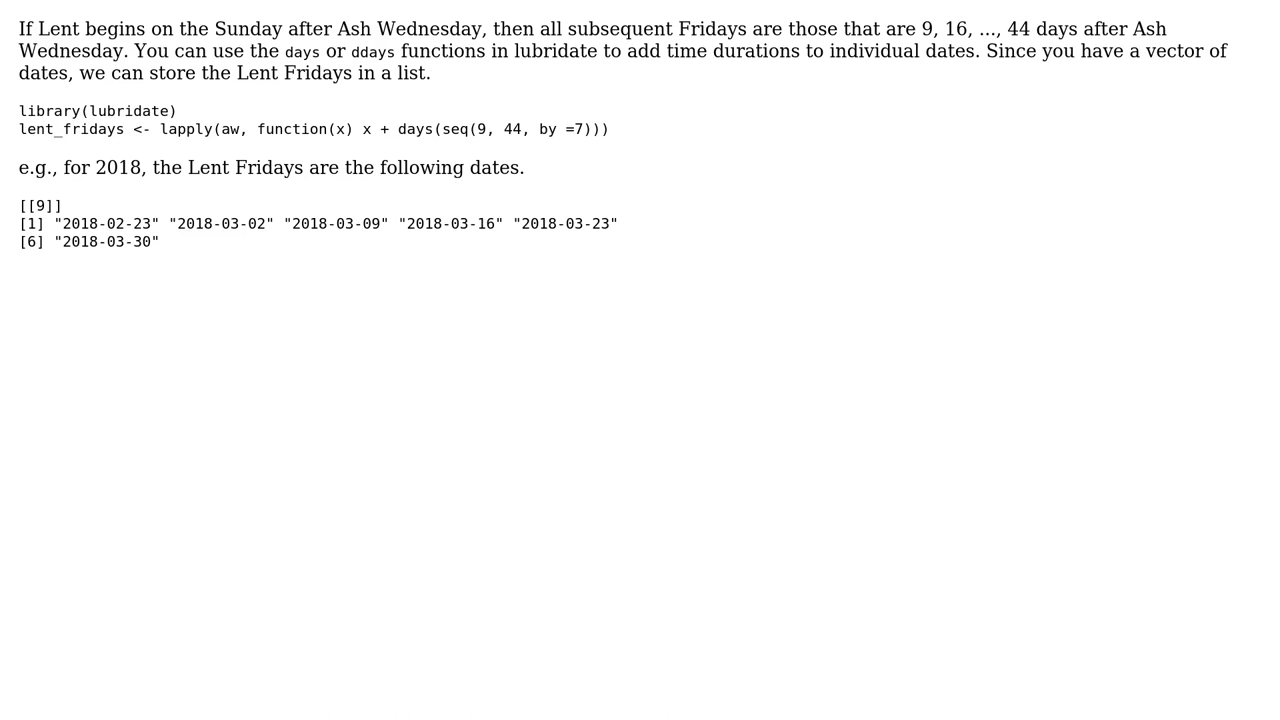 If Lent begins on the Sunday after Ash Wednesday, then all subsequent Fridays are those that are 9, 16, ..., 44 days after Ash
Wednesday. You can use the days or ddays functions in lubridate to add time durations to individual dates. Since you have a vector of
dates, we can store the Lent Fridays in a list.
library(lubridate)
lent_fridays <- lapply(aw, function(x) x + days(seq(9, 44, by =7)))
e.g., for 2018, the Lent Fridays are the following dates.
[[9]]
[1] "2018-02-23" "2018-03-02" "2018-03-09" "2018-03-16" "2018-03-23"
[6] "2018-03-30"